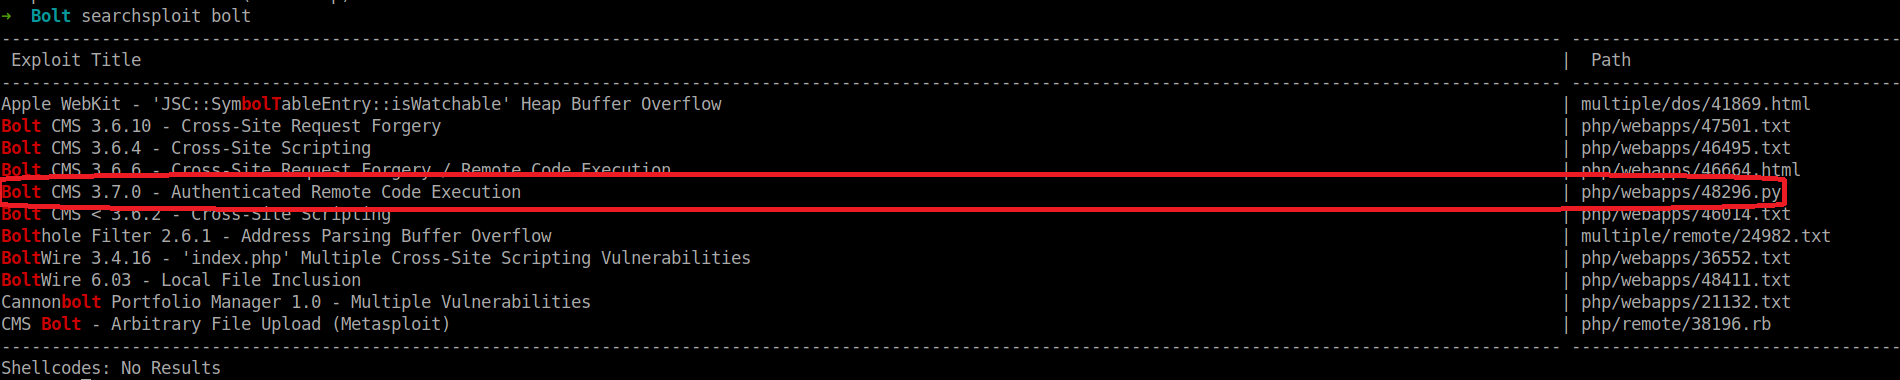 → Bolt searchsploit bolt
Exploit Title | Path
Apple WebKit - 'JSC::SymbolTableEntry::isWatchable' Heap Buffer Overflow | multiple/dos/41869.html
Bolt CMS 3.6.10 - Cross-Site Request Forgery | php/webapps/47501.txt
Bolt CMS 3.6.4 - Cross-Site Scripting | php/webapps/46495.txt
Bolt CMS 3.6.6 - Cross-Site Request Forgery / Remote Code Execution | php/webapps/46664.html
Bolt CMS 3.7.0 - Authenticated Remote Code Execution | php/webapps/48296.py
Bolt CMS < 3.6.2 - Cross-Site Scripting | php/webapps/46014.txt
Bolthole Filter 2.6.1 - Address Parsing Buffer Overflow | multiple/remote/24982.txt
BoltWire 3.4.16 - 'index.php' Multiple Cross-Site Scripting Vulnerabilities | php/webapps/36552.txt
BoltWire 6.03 - Local File Inclusion | php/webapps/48411.txt
Cannonbolt Portfolio Manager 1.0 - Multiple Vulnerabilities | php/webapps/21132.txt
CMS Bolt - Arbitrary File Upload (Metasploit) | php/remote/38196.rb
Shellcodes: No Results